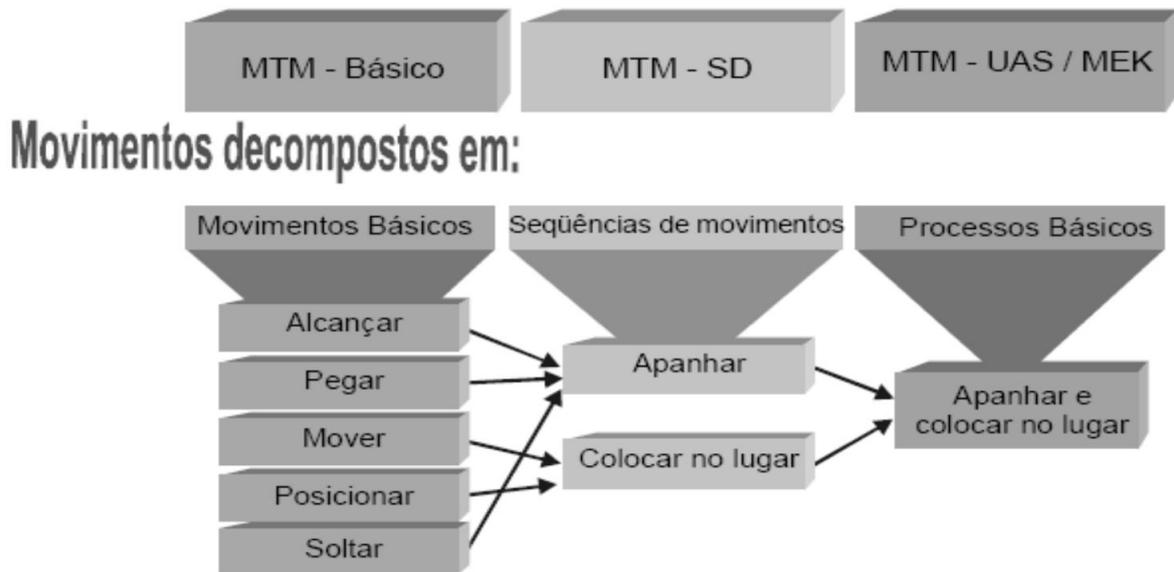 MTM - Básico
MTM - SD
MTM - UAS / MEK
Movimentos decompostos em:
Movimentos Básicos
Seqüências de movimentos
Processos Básicos
Alcançar
Pegar
Mover
Posicionar
Soltar
Apanhar
Colocar no lugar
Apanhar e
colocar no lugar